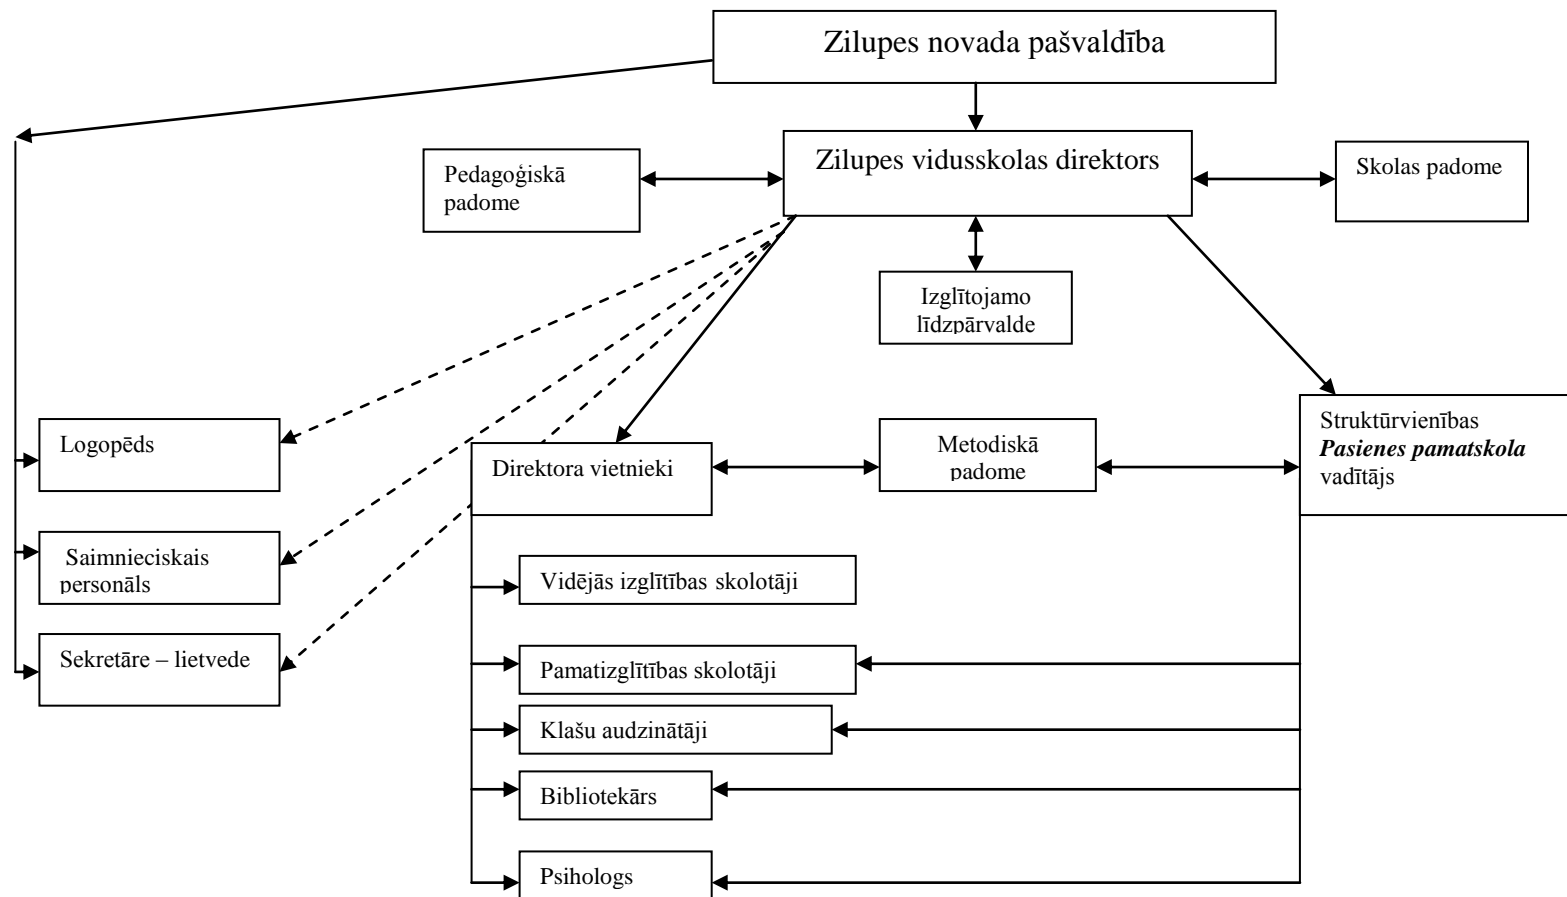 Zilupes novada pašvaldība
Zilupes vidusskolas direktors
Pedagoģiskā
padome
Skolas padome
Izglītojamo
līdzpārvalde
Logopēds
Direktora vietnieki
Metodiskā
padome
Struktūrvienības
Pasienes pamatskola
vadītājs
Saimnieciskais
personāls
Vidējās izglītības skolotāji
Sekretāre – lietvede
Pamatizglītības skolotāji
Klašu audzinātāji
Bibliotekārs
Psihologs